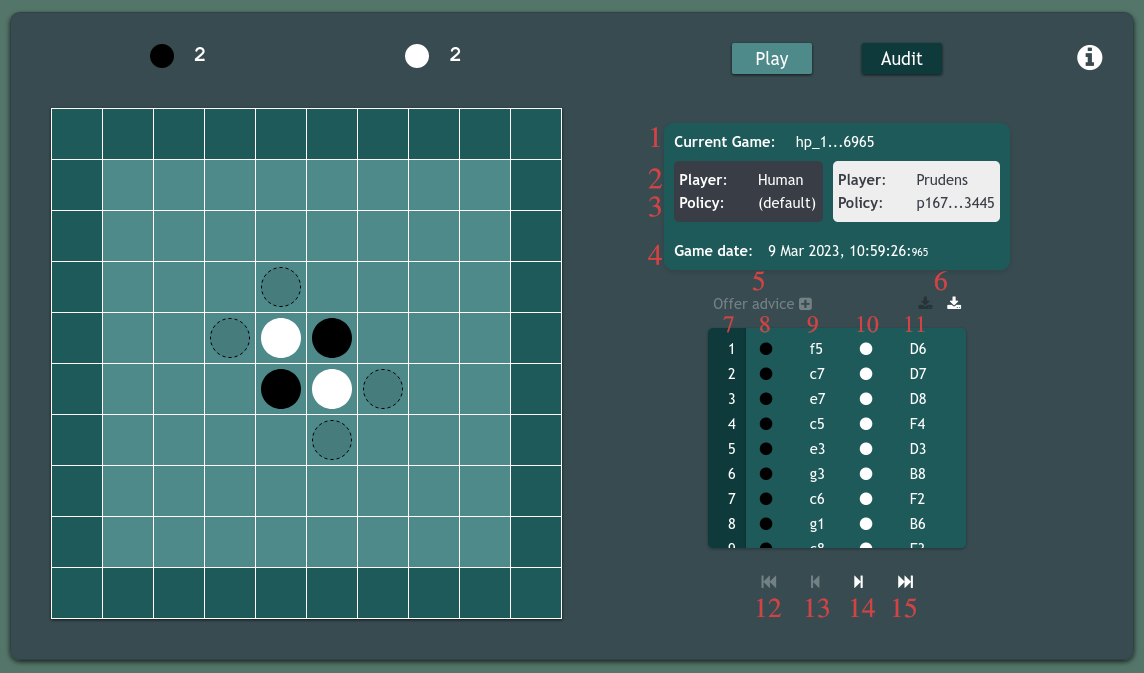 2 2 Play Audit
1 Current Game: hp_1...6965
2 Player: Human Player: Prudens
3 Policy: (default) Policy: p167...3445
4 Game date: 9 Mar 2023, 10:59:26:965
5 6
Offer advice
7 8 9 10 11
1 f5 D6
2 c7 D7
3 e7 D8
4 c5 F4
5 e3 D3
6 g3 B8
7 c6 F2
8 g1 B6
12 13 14 15